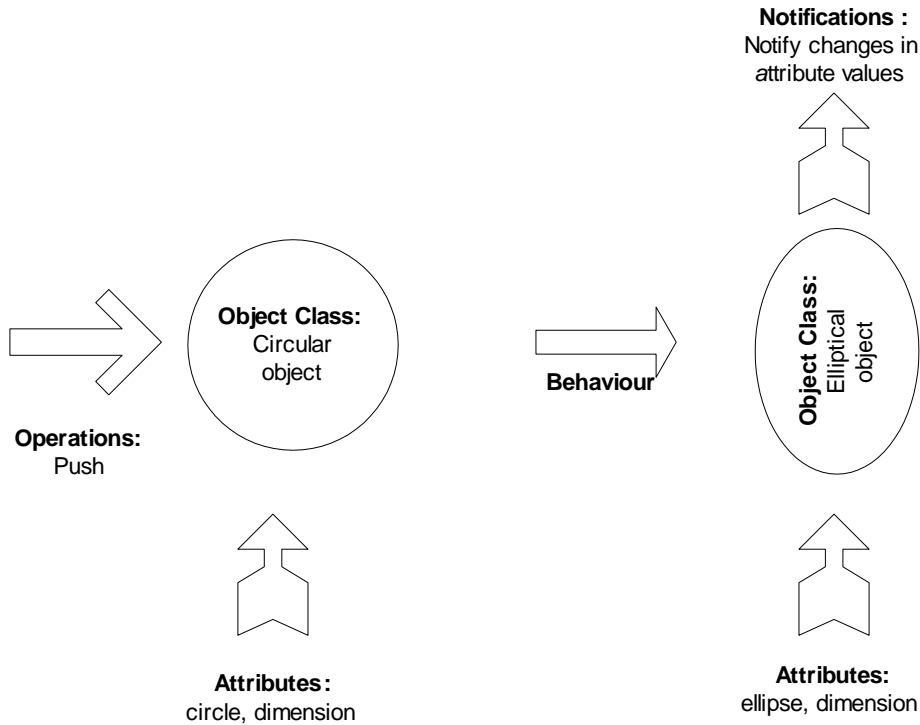 Notifications :
Notify changes in
attribute values
Object Class:
Circular
object
Object Class:
Elliptical
object
Behaviour
Operations:
Push
Attributes:
circle, dimension
Attributes:
ellipse, dimension